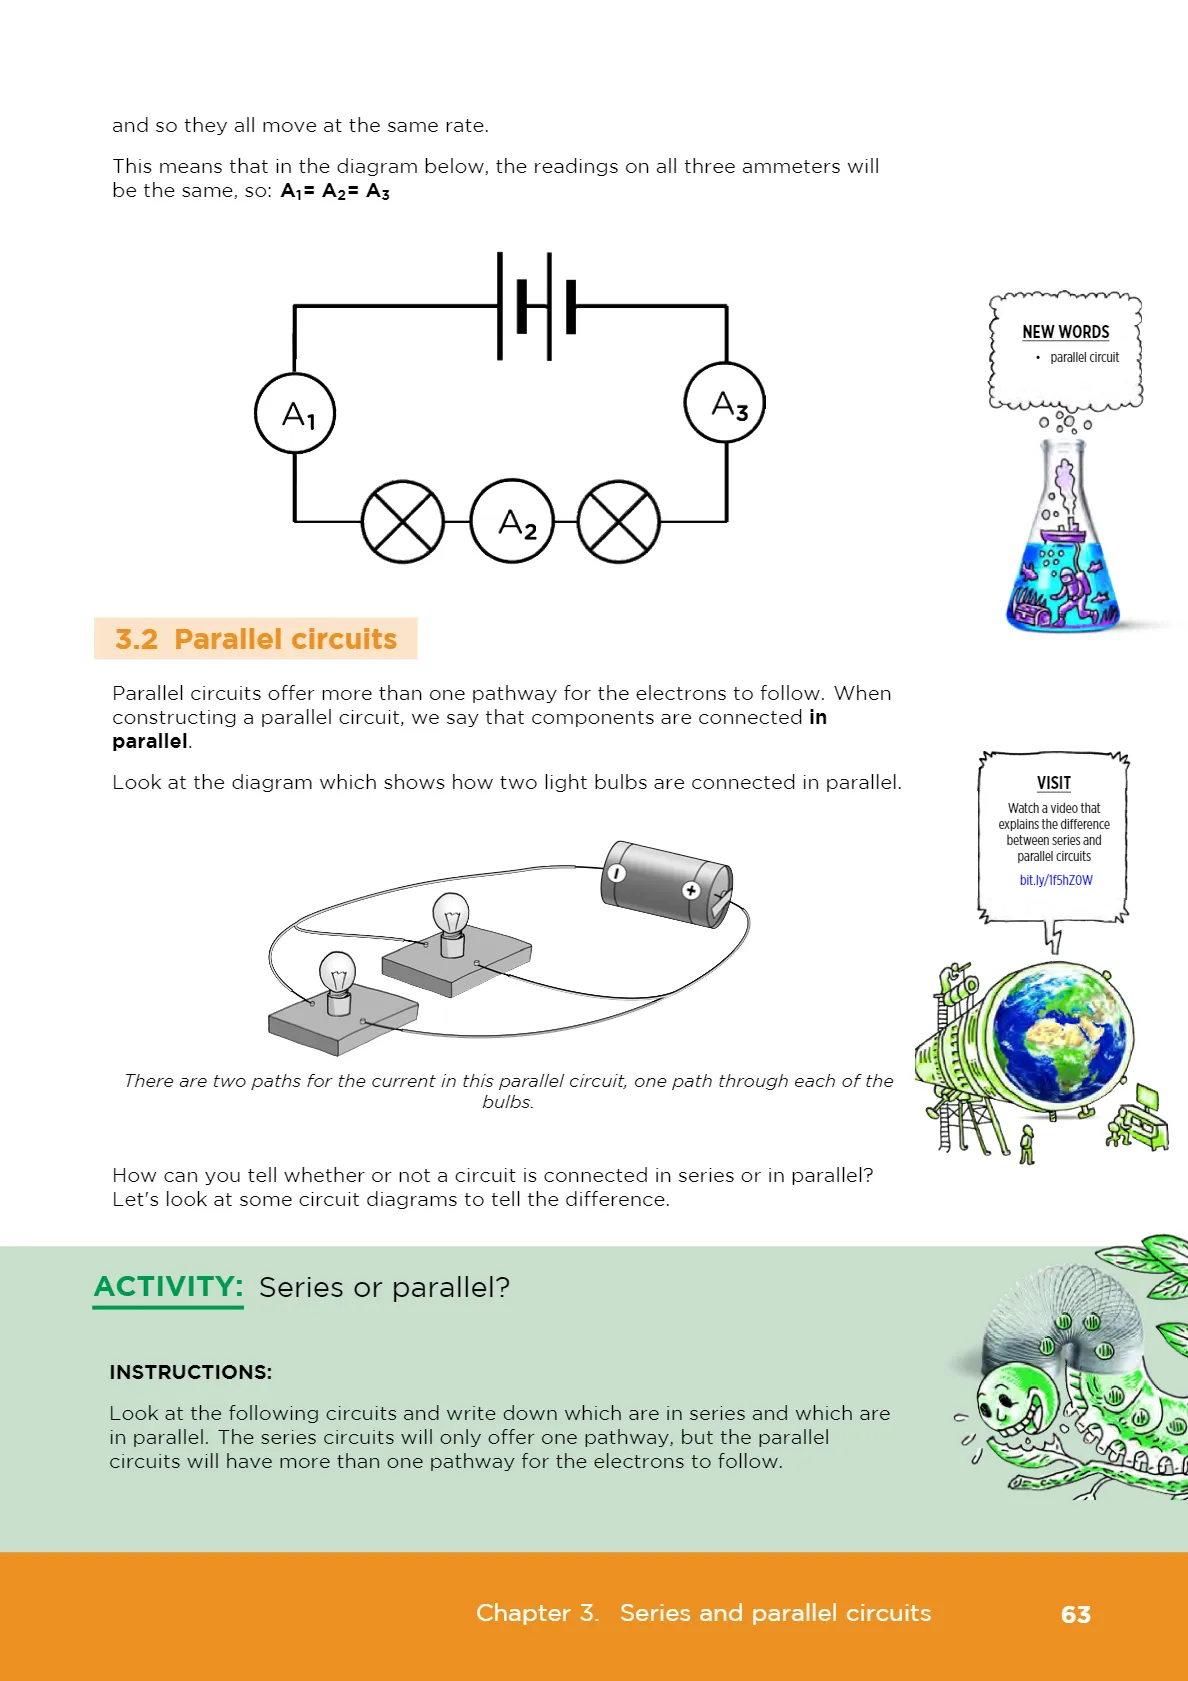 and so they all move at the same rate.
This means that in the diagram below, the readings on all three ammeters will
be the same, so: A₁= A₂= A₃
A₁
A₃
A₂
NEW WORDS
• parallel circuit
3.2 Parallel circuits
Parallel circuits offer more than one pathway for the electrons to follow. When
constructing a parallel circuit, we say that components are connected in
parallel.
Look at the diagram which shows how two light bulbs are connected in parallel.
VISIT
Watch a video that
explains the difference
between series and
parallel circuits
bit.ly/1f5hZ0W
There are two paths for the current in this parallel circuit, one path through each of the
bulbs.
How can you tell whether or not a circuit is connected in series or in parallel?
Let's look at some circuit diagrams to tell the difference.
ACTIVITY: Series or parallel?
INSTRUCTIONS:
Look at the following circuits and write down which are in series and which are
in parallel. The series circuits will only offer one pathway, but the parallel
circuits will have more than one pathway for the electrons to follow.
Chapter 3. Series and parallel circuits 63